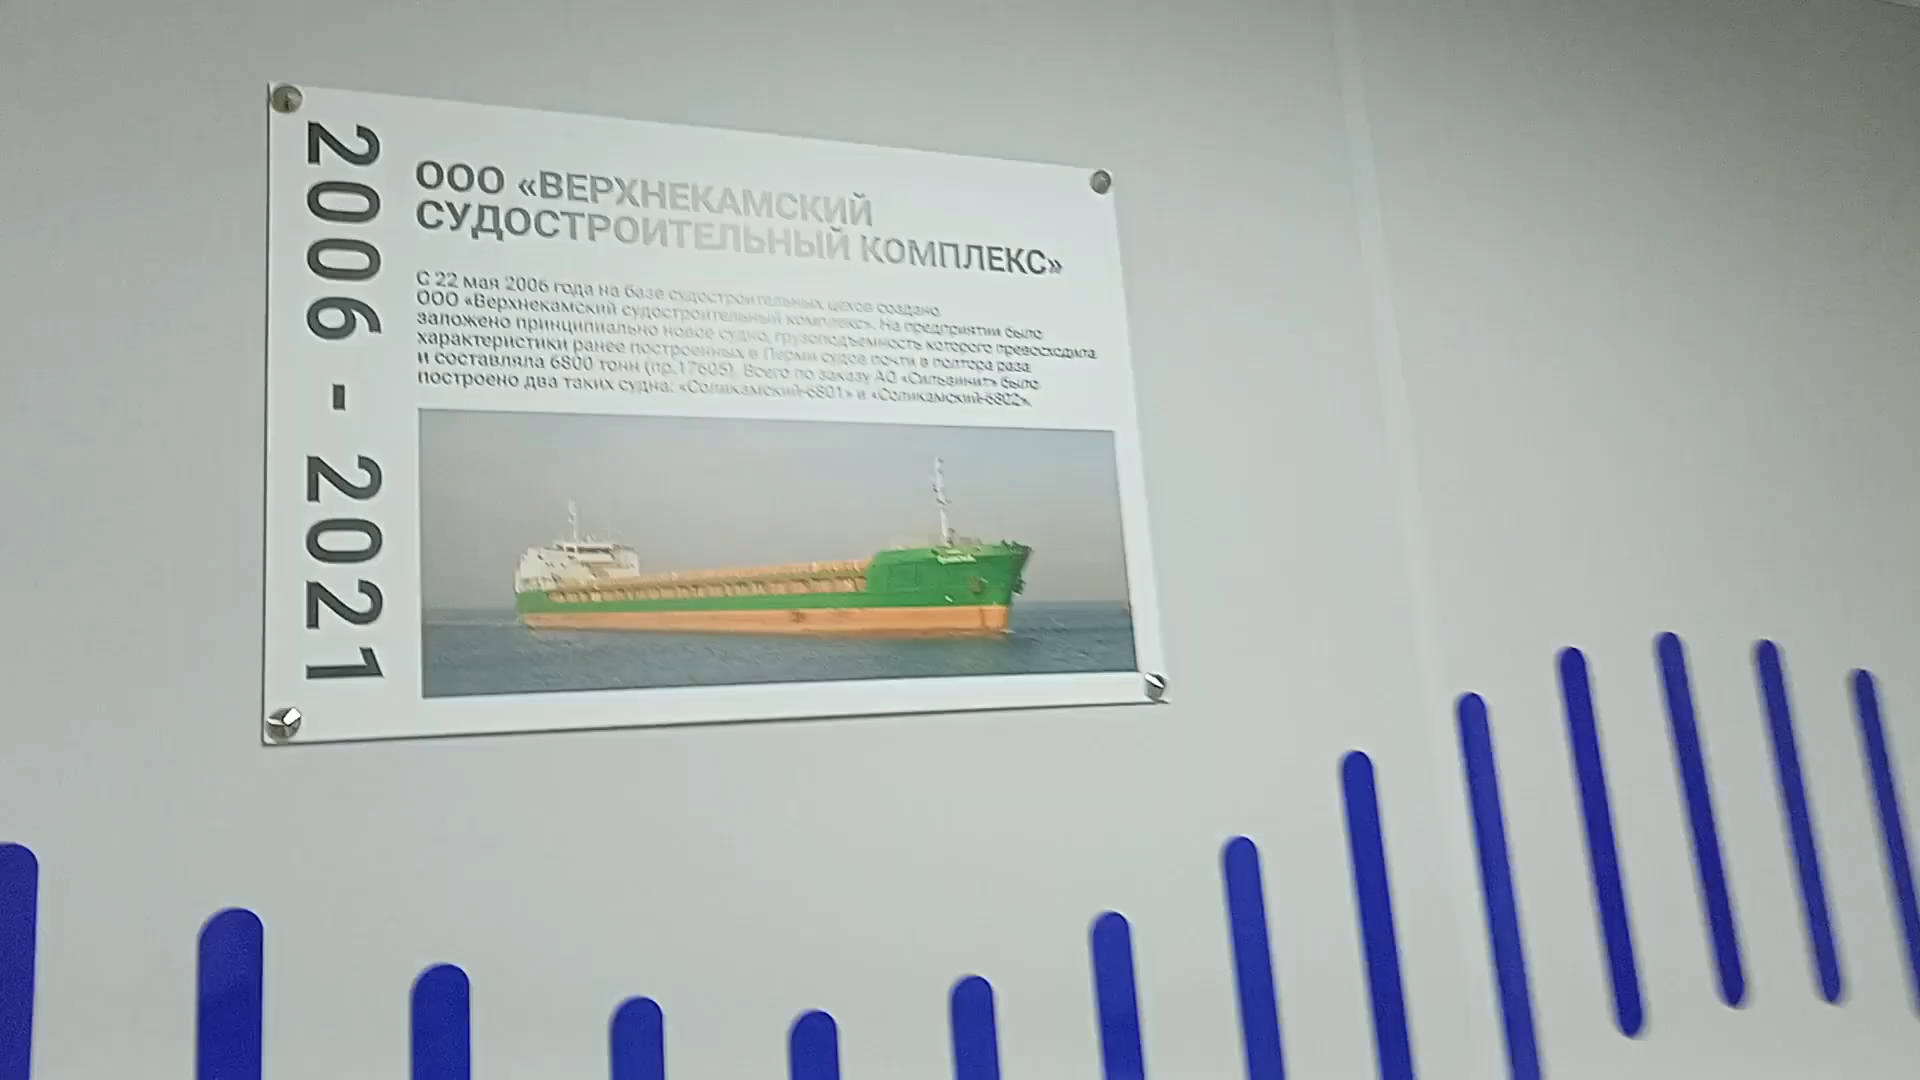 2006 - 2021
ООО «ВЕРХНЕКАМСКИЙ
СУДОСТРОИТЕЛЬНЫЙ КОМПЛЕКС»
С 22 мая 2006 года на базе судостроительных цехов создано
ООО «Верхнекамский судостроительный комплекс». На предприятии было
заложено принципиально новое судно, грузоподъемность которого превосходила
характеристики ранее построенных в Перми судов почти в полтора раза
и составляла 6800 тонн (пр.17605). Всего по заказу АО «Сильвинит» было
построено два таких судна: «Соликамский-6801» и «Соликамский-6802».